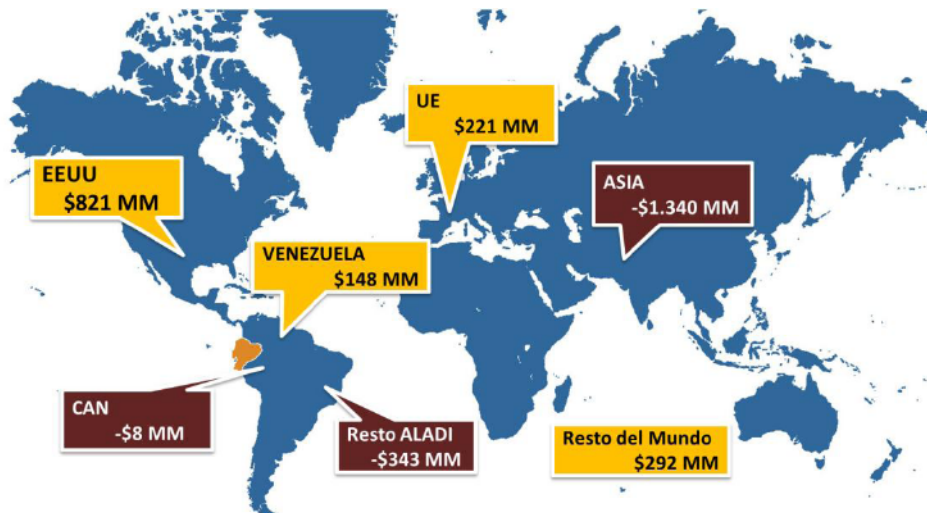 UE
$221 MM
EEUU
$821 MM
ASIA
-$1.340 MM
VENEZUELA
$148 MM
CAN
-$8 MM
Resto ALADI
-$343 MM
Resto del Mundo
$292 MM